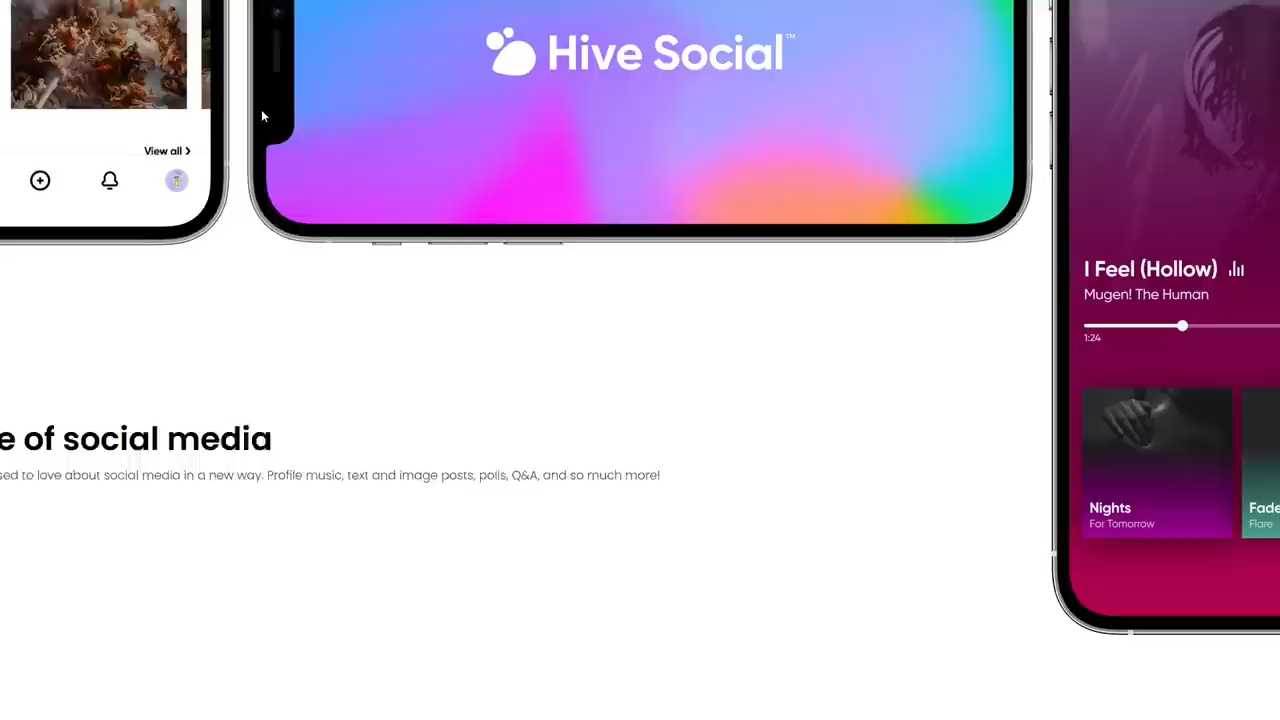 Hive Social™
View all >
I Feel (Hollow)
Mugen! The Human
1:24
e of social media
sed to love about social media in a new way. Profile music, text and image posts, polls, Q&A, and so much more!
Nights
For Tomorrow
Fade
Flare